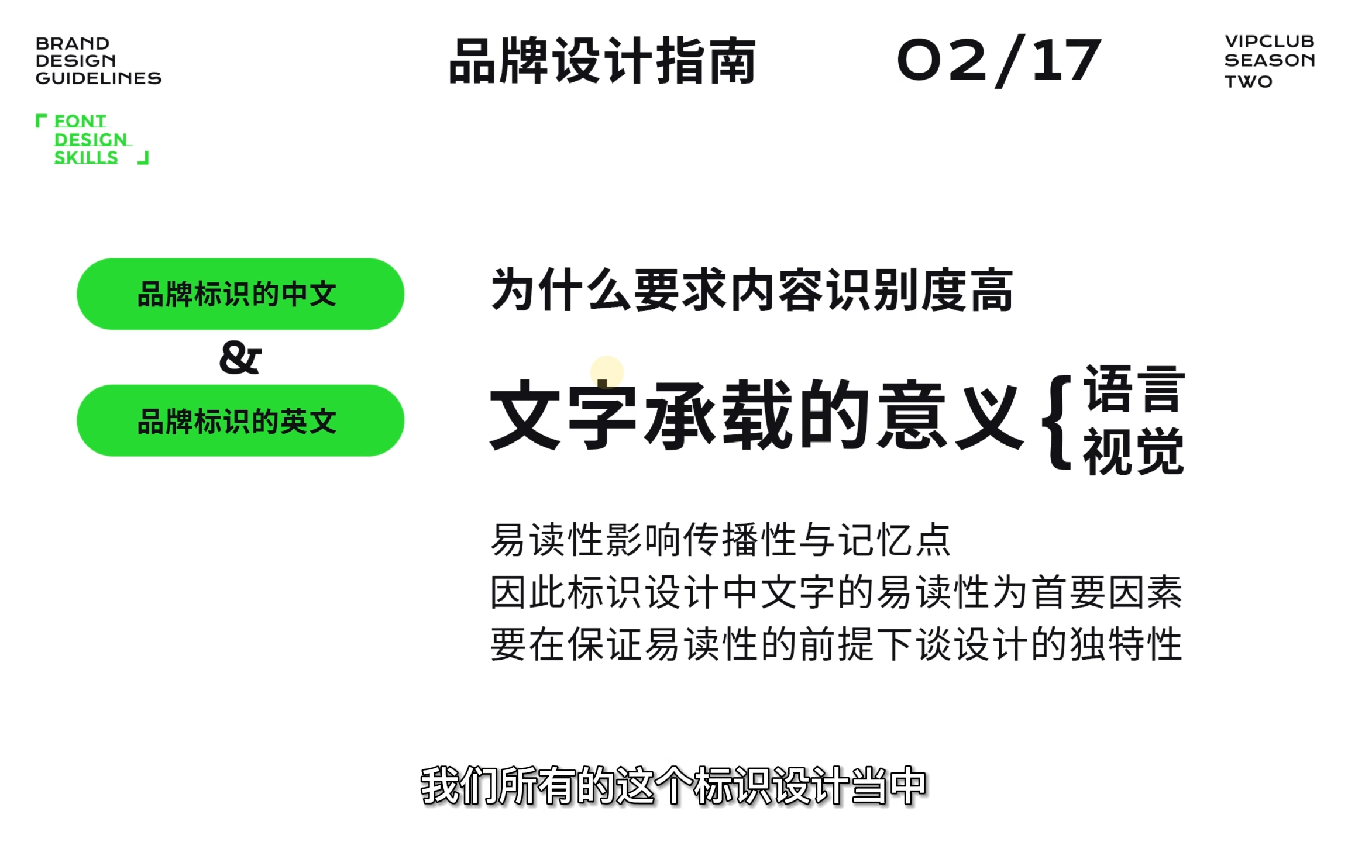 BRAND
DESIGN
GUIDELINES
品牌设计指南
02/17
VIPCLUB
SEASON
TWO
FONT
DESIGN
SKILLS
品牌标识的中文
&
品牌标识的英文
为什么要求内容识别度高
文字承载的意义{
语言
视觉
易读性影响传播性与记忆点
因此标识设计中文字的易读性为首要因素
要在保证易读性的前提下谈设计的独特性
我们所有的这个标识设计当中